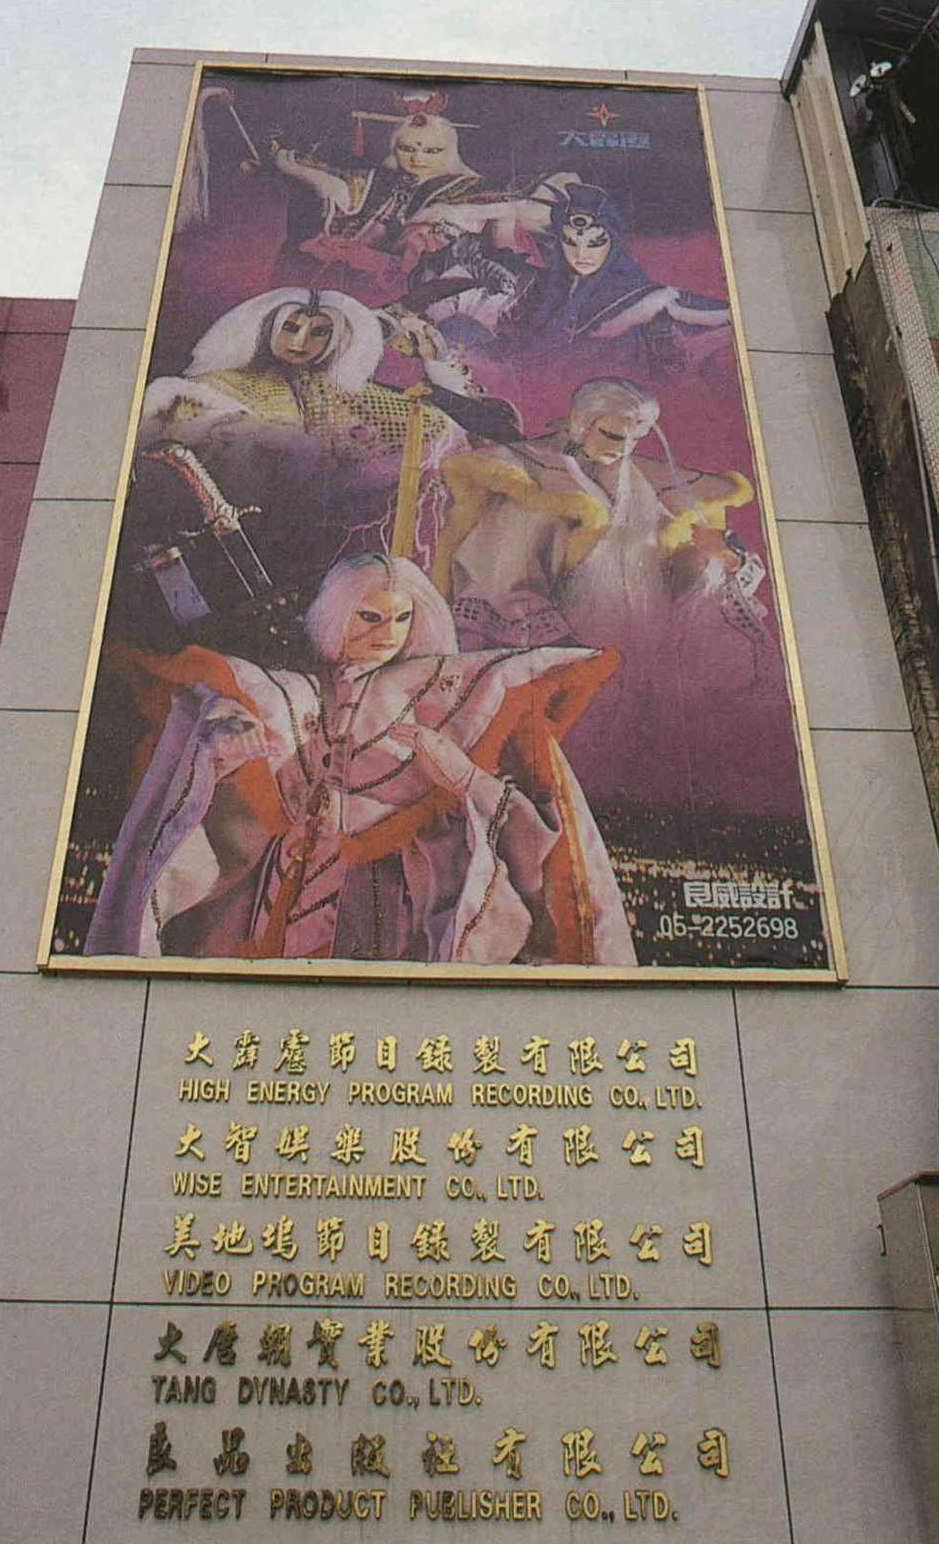 大霹靂
良威設計
05-2252698
大霹靂節目錄製有限公司
HIGH ENERGY PROGRAM RECORDING CO., LTD.
大智娛樂股份有限公司
WISE ENTERTAINMENT CO., LTD.
美地塢節目錄製有限公司
VIDEO PROGRAM RECORDING CO., LTD.
大唐朝實業股份有限公司
TANG DYNASTY CO., LTD.
良品出版社有限公司
PERFECT PRODUCT PUBLISHER CO., LTD.